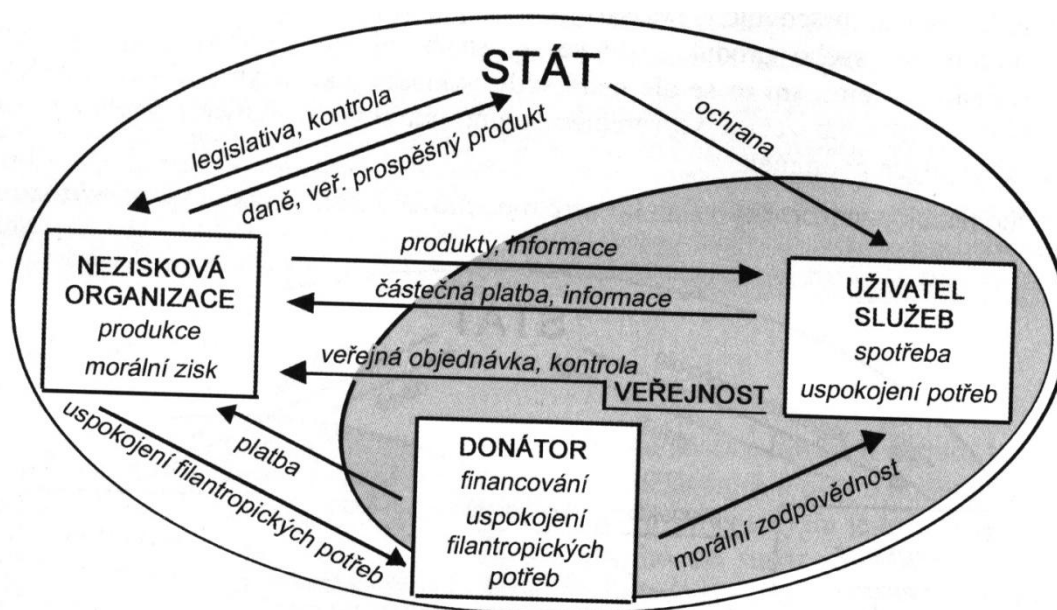 STÁT
legislativa, kontrola
daně, veř. prospěšný produkt
ochrana
NEZISKOVÁ
ORGANIZACE
produkce
morální zisk
produkty, informace
částečná platba, informace
veřejná objednávka, kontrola
VEŘEJNOST
UŽIVATEL
SLUŽEB
spotřeba
uspokojení potřeb
uspokojení filantropických potřeb
platba
DONÁTOR
financování
uspokojení
filantropických
potřeb
morální zodpovědnost